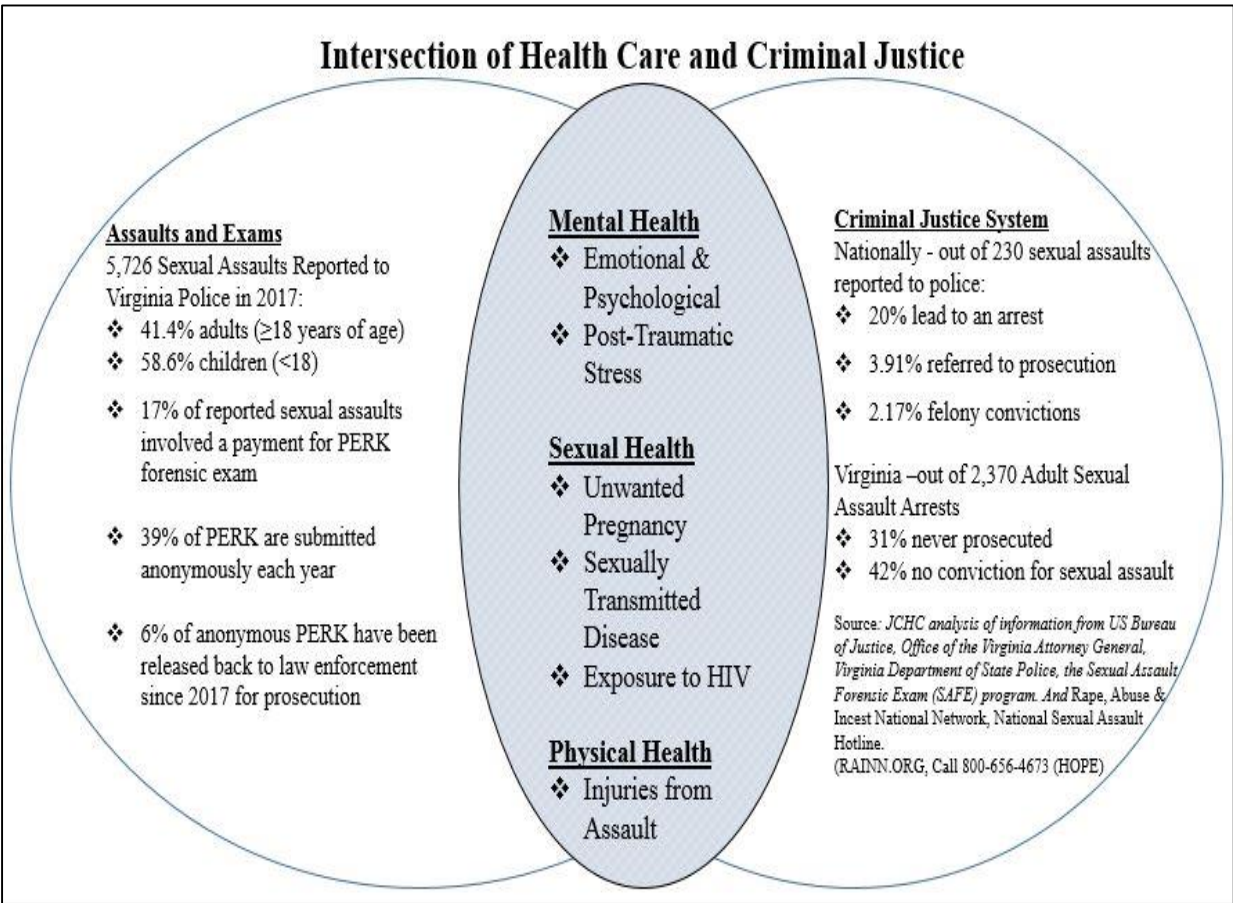 Intersection of Health Care and Criminal Justice
Assaults and Exams
5,726 Sexual Assaults Reported to
Virginia Police in 2017:
❖ 41.4% adults (≥18 years of age)
❖ 58.6% children (<18)
❖ 17% of reported sexual assaults
involved a payment for PERK
forensic exam
❖ 39% of PERK are submitted
anonymously each year
❖ 6% of anonymous PERK have been
released back to law enforcement
since 2017 for prosecution
Mental Health
❖ Emotional &
Psychological
❖ Post-Traumatic
Stress
Sexual Health
❖ Unwanted
Pregnancy
❖ Sexually
Transmitted
Disease
❖ Exposure to HIV
Physical Health
❖ Injuries from
Assault
Criminal Justice System
Nationally - out of 230 sexual assaults
reported to police:
❖ 20% lead to an arrest
❖ 3.91% referred to prosecution
❖ 2.17% felony convictions
Virginia –out of 2,370 Adult Sexual
Assault Arrests
❖ 31% never prosecuted
❖ 42% no conviction for sexual assault
Source: JCHC analysis of information from US Bureau
of Justice, Office of the Virginia Attorney General,
Virginia Department of State Police, the Sexual Assault
Forensic Exam (SAFE) program. And Rape, Abuse &
Incest National Network, National Sexual Assault
Hotline.
(RAINN.ORG, Call 800-656-4673 (HOPE)